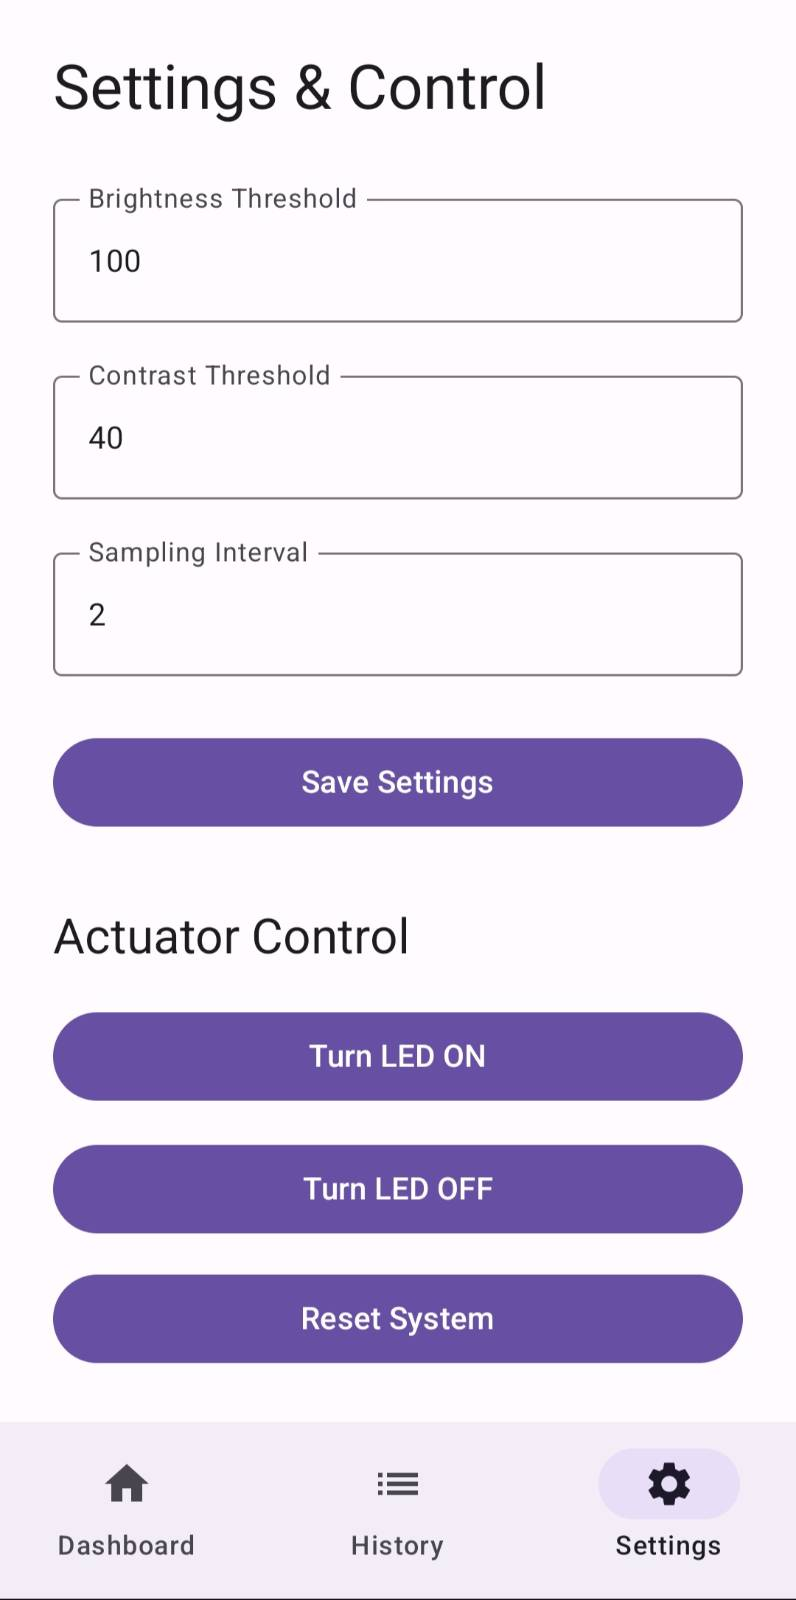 Settings & Control
Brightness Threshold
100
Contrast Threshold
40
Sampling Interval
2
Save Settings
Actuator Control
Turn LED ON
Turn LED OFF
Reset System
Dashboard
History
Settings